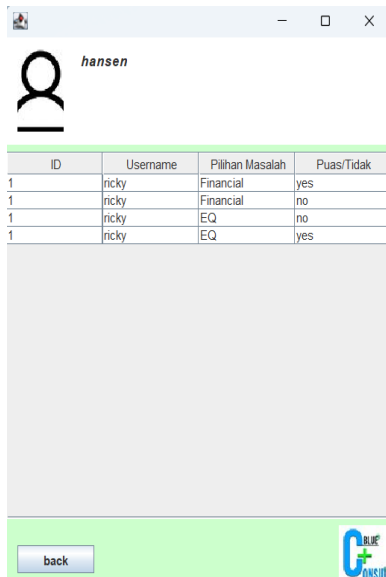 hansen
ID Username Pilihan Masalah Puas/Tidak
1 ricky Financial yes
1 ricky Financial no
1 ricky EQ no
1 ricky EQ yes
back
BLUE